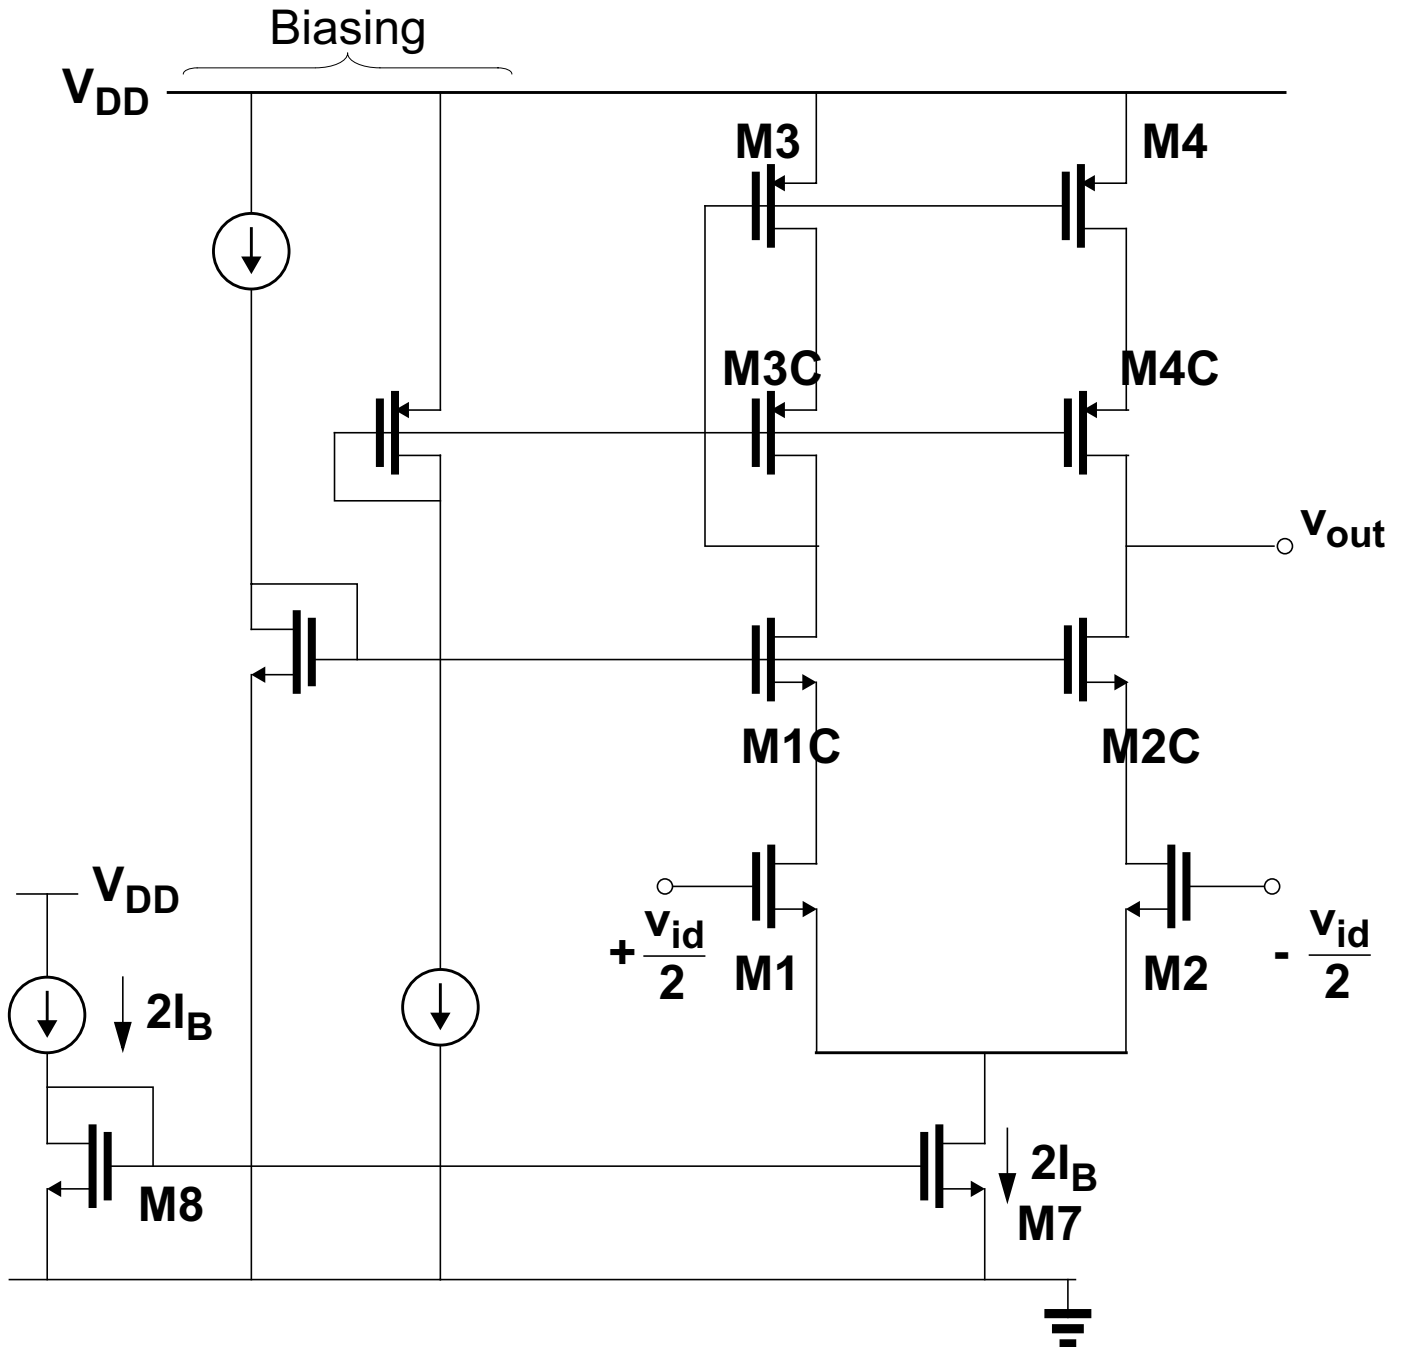 Biasing
VDD
M3
M4
M3C
M4C
vout
M1C
M2C
VDD
+ vid/2
M1
M2
- vid/2
2IB
2IB
M8
M7